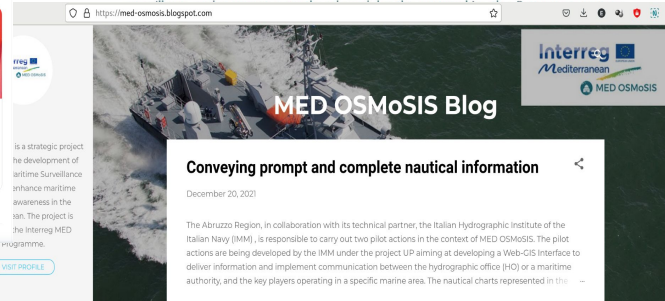 https://med-osmosis.blogspot.com
Interreg
Mediterranean
MED OSMoSIS
MED OSMoSIS Blog
is a strategic project
he development of
aritime Surveillance
enhance maritime
awareness in the
ean. The project is
the Interreg MED
Programme.
VISIT PROFILE
Conveying prompt and complete nautical information
December 20, 2021
The Abruzzo Region, in collaboration with its technical partner, the Italian Hydrographic Institute of the
Italian Navy (IMM) , is responsible to carry out two pilot actions in the context of MED OSMoSIS. The pilot
actions are being developed by the IMM under the project UP aiming at developing a Web-GIS Interface to
deliver information and implement communication between the hydrographic office (HO) or a maritime
authority, and the key players operating in a specific marine area. The nautical charts represented in the ...